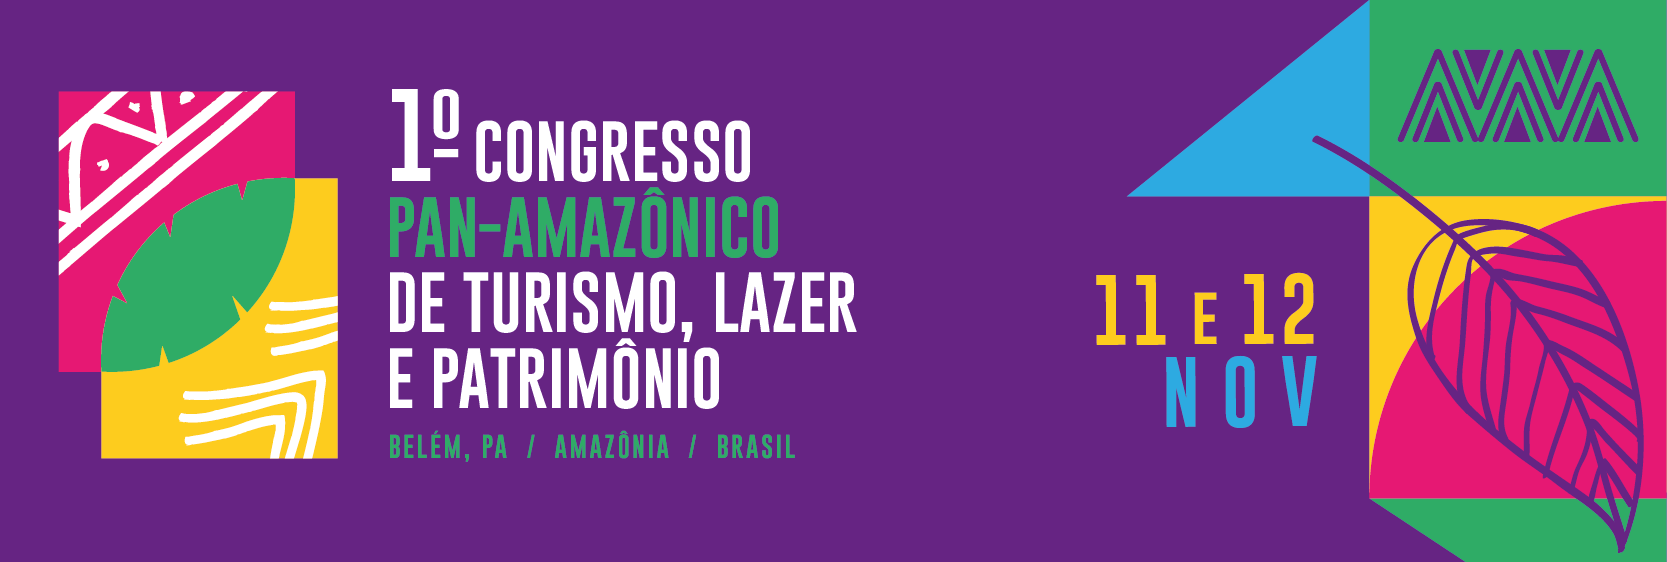 1º CONGRESSO
PAN-AMAZÔNICO
DE TURISMO, LAZER
E PATRIMÔNIO
BELÉM, PA / AMAZÔNIA / BRASIL
11 E 12
NOV